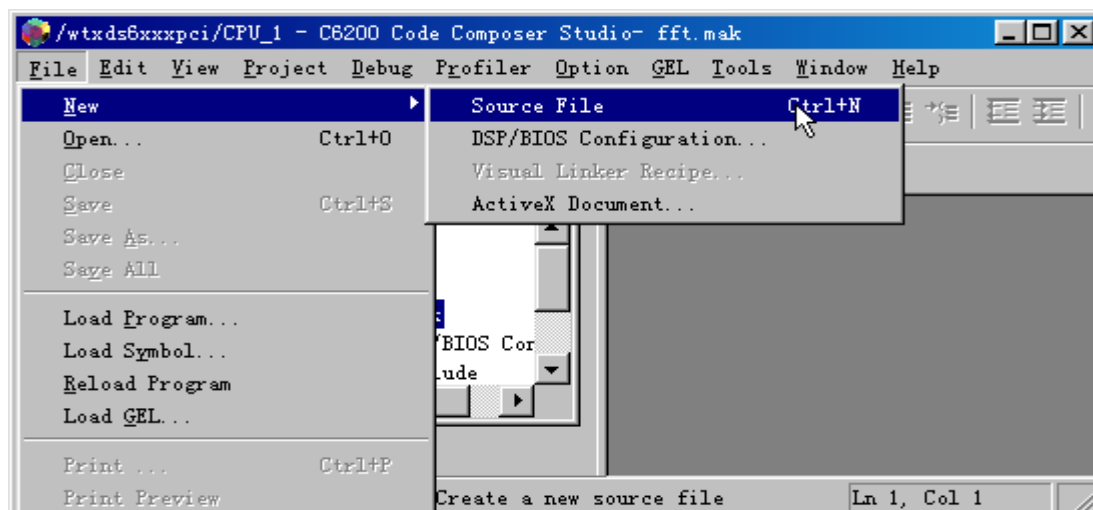 /wtxds6xxxpci/CPU_1 - C6200 Code Composer Studio- fft.mak
File Edit View Project Debug Profiler Option GEL Tools Window Help
New
Open... Ctrl+O
Close
Save Ctrl+S
Save As...
Save All
Load Program...
Load Symbol...
Reload Program
Load GEL...
Print ... Ctrl+P
Print Preview
Source File Ctrl+N
DSP/BIOS Configuration...
Visual Linker Recipe...
ActiveX Document...
/BIOS Cor
lude
Create a new source file Ln 1, Col 1